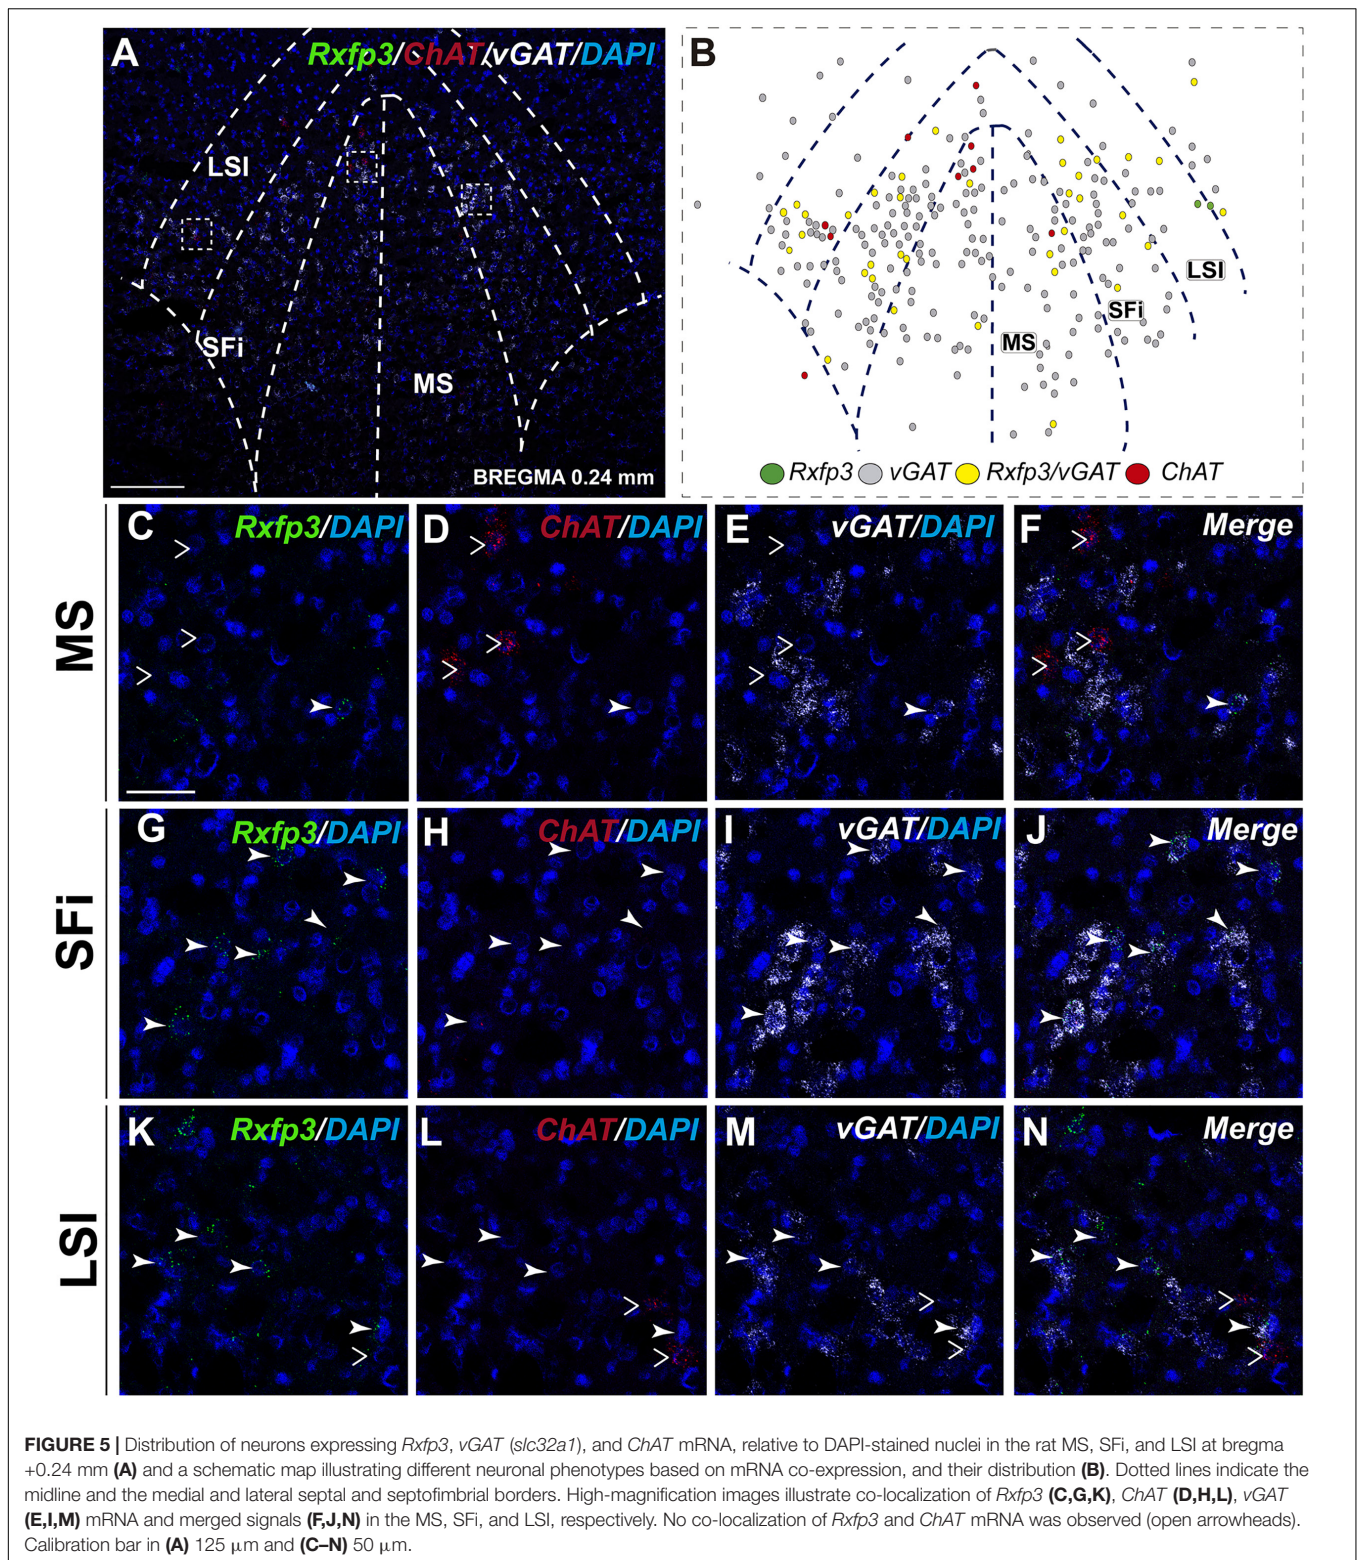 A
Rxfp3/ChAT/vGAT/DAPI
LSI
SFi
MS
BREGMA 0.24 mm
B
LSI
SFi
MS
Rxfp3 vGAT Rxfp3/vGAT ChAT
MS
C Rxfp3/DAPI
D ChAT/DAPI
E vGAT/DAPI
F Merge
SFi
G Rxfp3/DAPI
H ChAT/DAPI
I vGAT/DAPI
J Merge
LSI
K Rxfp3/DAPI
L ChAT/DAPI
M vGAT/DAPI
N Merge
FIGURE 5 | Distribution of neurons expressing Rxfp3, vGAT (slc32a1), and ChAT mRNA, relative to DAPI-stained nuclei in the rat MS, SFi, and LSI at bregma
+0.24 mm (A) and a schematic map illustrating different neuronal phenotypes based on mRNA co-expression, and their distribution (B). Dotted lines indicate the
midline and the medial and lateral septal and septofimbrial borders. High-magnification images illustrate co-localization of Rxfp3 (C,G,K), ChAT (D,H,L), vGAT
(E,I,M) mRNA and merged signals (F,J,N) in the MS, SFi, and LSI, respectively. No co-localization of Rxfp3 and ChAT mRNA was observed (open arrowheads).
Calibration bar in (A) 125 μm and (C–N) 50 μm.